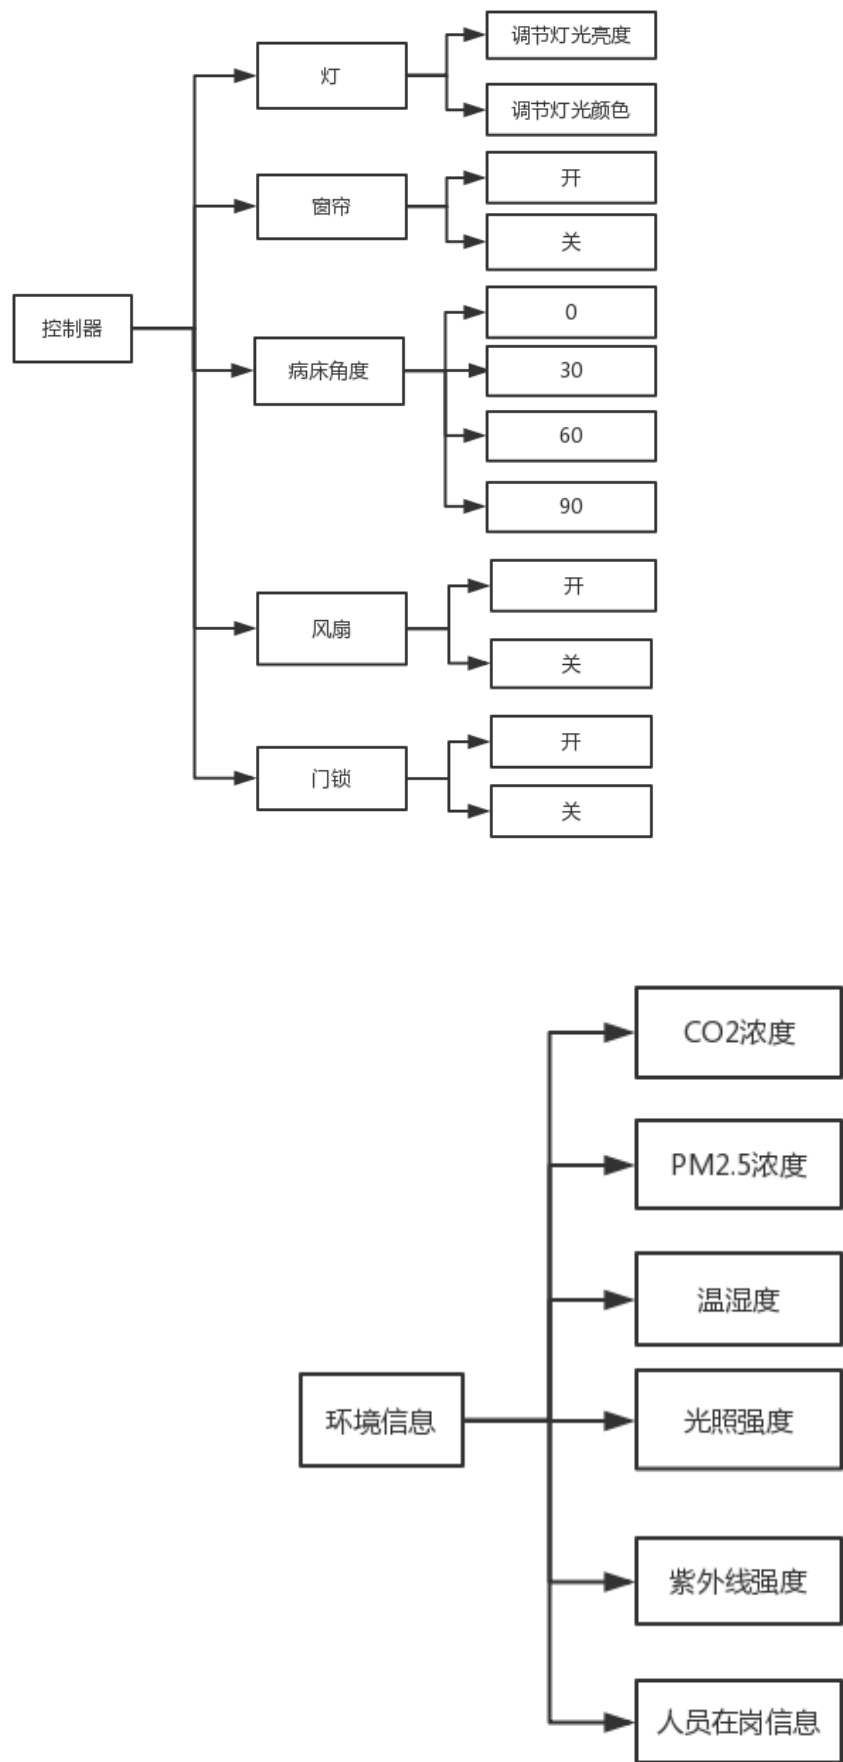 调节灯光亮度
灯
调节灯光颜色
开
窗帘
关
0
控制器
病床角度
30
60
90
开
风扇
关
开
门锁
关
CO2浓度
PM2.5浓度
温湿度
环境信息
光照强度
紫外线强度
人员在岗信息